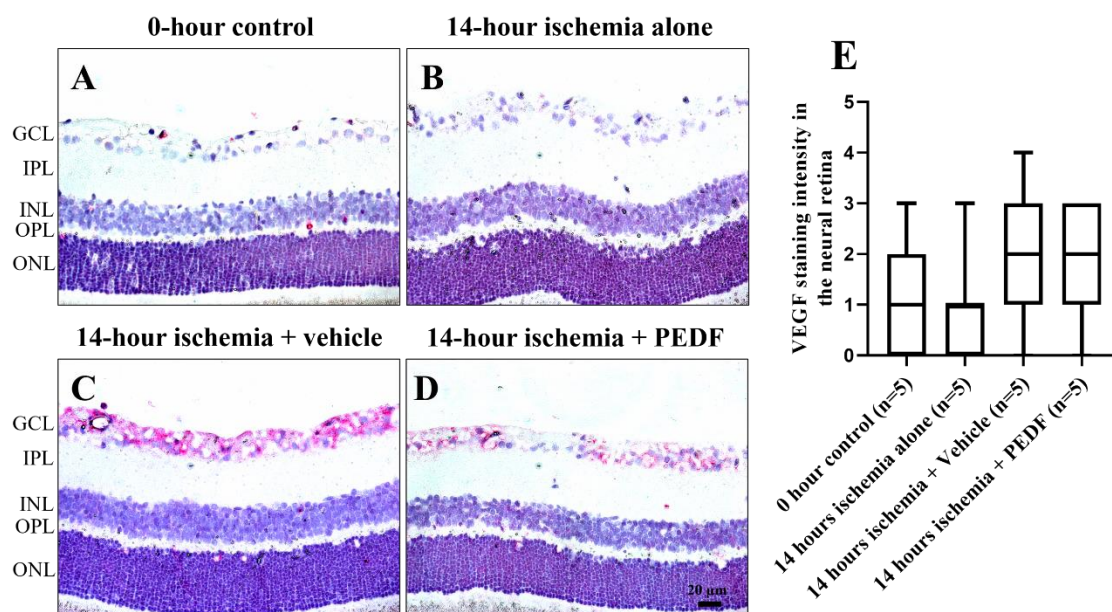 0-hour control
14-hour ischemia alone
A
B
GCL
IPL
INL
OPL
ONL
14-hour ischemia + vehicle
14-hour ischemia + PEDF
C
D
GCL
IPL
INL
OPL
ONL
20 µm
E
VEGF staining intensity in
the neural retina
5
4
3
2
1
0
0 hour control (n=5)
14 hours ischemia alone (n=5)
14 hours ischemia + Vehicle (n=5)
14 hours ischemia + PEDF (n=5)